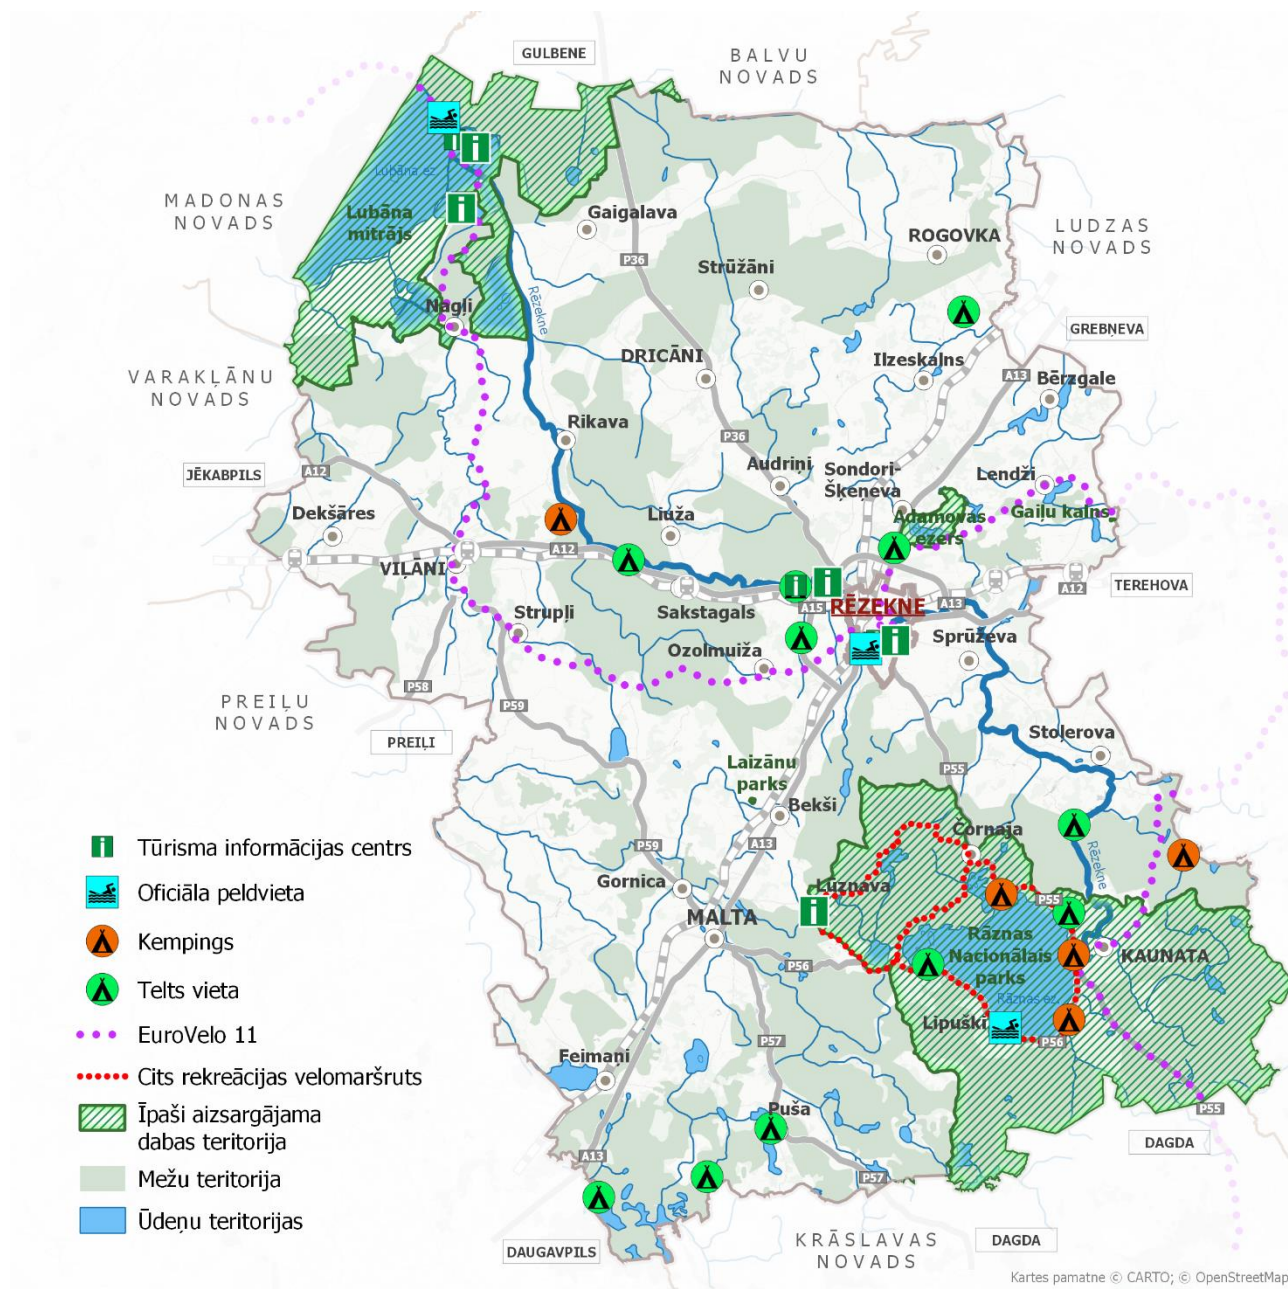 GULBENE
BALVU
NOVADS
MADONAS
NOVADS
Lubāna ez.
Lubāna
mitrājs
Gaigalava
ROGOVKA
LUDZAS
NOVADS
P36
Strūžāni
Nagļi
Rēzekne
GREBŅEVA
VARAKĻĀNU
NOVADS
DRICĀNI
Ilzeskalns
A13
Bērzgale
Rikava
P36
JĒKABPILS
A12
Audriņi
Sondori-
Šķeņeva
Lendži
Dekšāres
Liuža
Adamovas
ezers
Gaiļu kalns
A12
VIĻĀNI
Sakstagals
A15
RĒZEKNE
A13
A12
TEREHOVA
Strupļi
Ozolmuiža
Sprūževa
P58
P59
PREIĻU
NOVADS
PREIĻI
Stoļerova
Laizānu
parks
P55
Bekši
A13
P59
Čornaja
Rēzekne
Gornica
Lūznava
P55
MALTA
Rāznas
Nacionālais
parks
KAUNATA
P56
Rāznas ez.
Lipuški
P56
P57
Feimaņi
Puša
P55
DAGDA
A13
P57
KRĀSLAVAS
NOVADS
DAGDA
DAUGAVPILS
Tūrisma informācijas centrs
Oficiāla peldvieta
Kempings
Telts vieta
EuroVelo 11
Cits rekreācijas velomaršruts
Īpaši aizsargājama
dabas teritorija
Mežu teritorija
Ūdeņu teritorijas
Kartes pamatne © CARTO; © OpenStreetMap